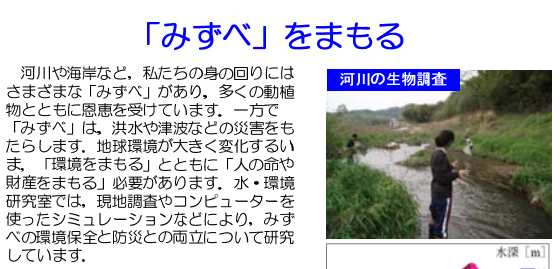 「みずべ」をまもる
　河川や海岸など，私たちの身の回りには
さまざまな「みずべ」があり，多くの動植
物とともに恩恵を受けています．一方で
「みずべ」は，洪水や津波などの災害をも
たらします．地球環境が大きく変化するい
ま，「環境をまもる」とともに「人の命や
財産をまもる」必要があります．水・環境
研究室では，現地調査やコンピューターを
使ったシミュレーションなどにより，みず
べの環境保全と防災との両立について研究
しています．
河川の生物調査
水深［m］